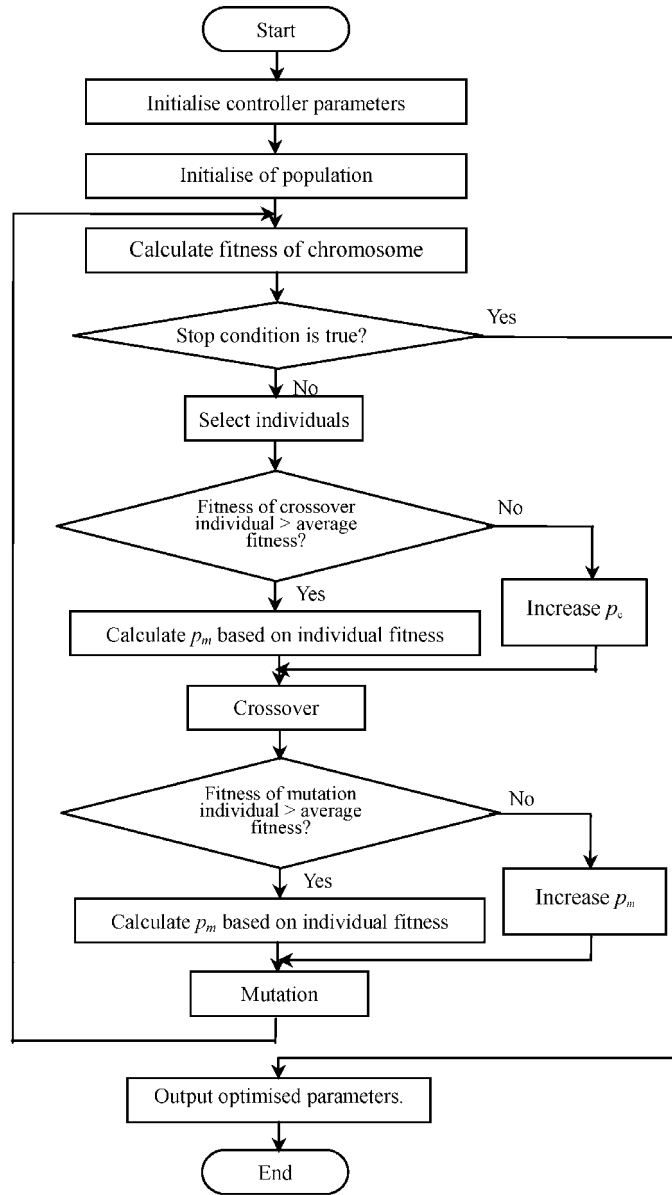 Start
Initialise controller parameters
Initialise of population
Calculate fitness of chromosome
Stop condition is true?
Yes
No
Select individuals
Fitness of crossover
individual > average
fitness?
No
Yes
Increase pc
Calculate pm based on individual fitness
Crossover
Fitness of mutation
individual > average
fitness?
No
Yes
Increase pm
Calculate pm based on individual fitness
Mutation
Output optimised parameters.
End